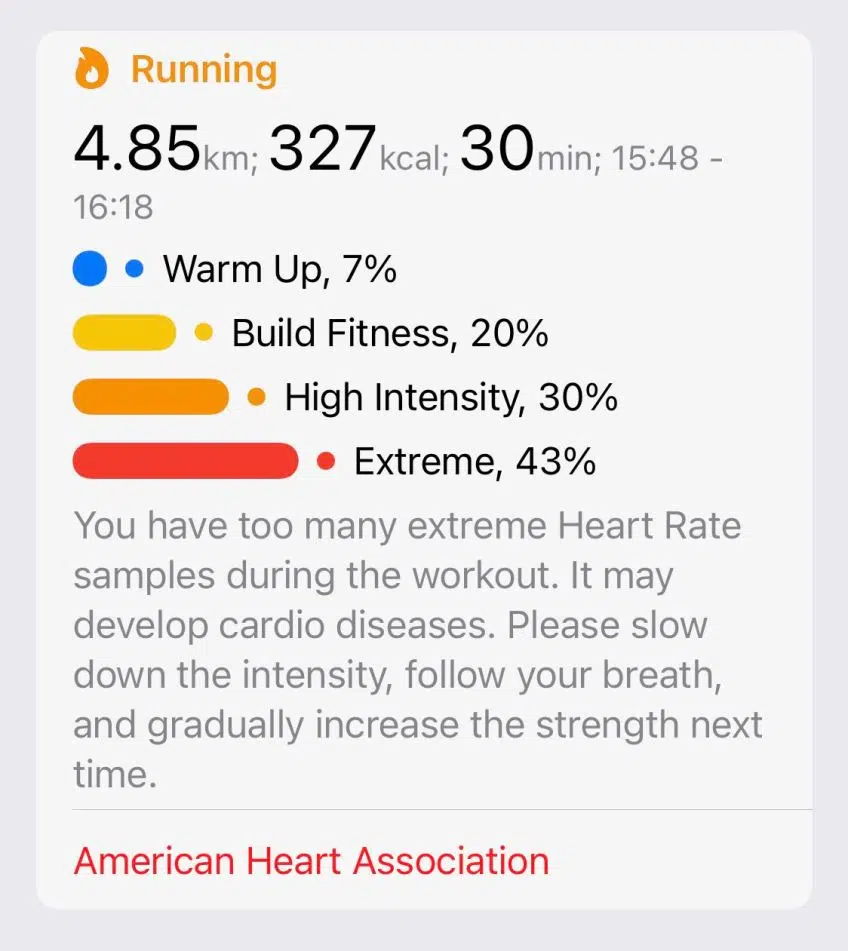 Running
4.85km; 327kcal; 30min; 15:48 -
16:18
Warm Up, 7%
Build Fitness, 20%
High Intensity, 30%
Extreme, 43%
You have too many extreme Heart Rate
samples during the workout. It may
develop cardio diseases. Please slow
down the intensity, follow your breath,
and gradually increase the strength next
time.
American Heart Association